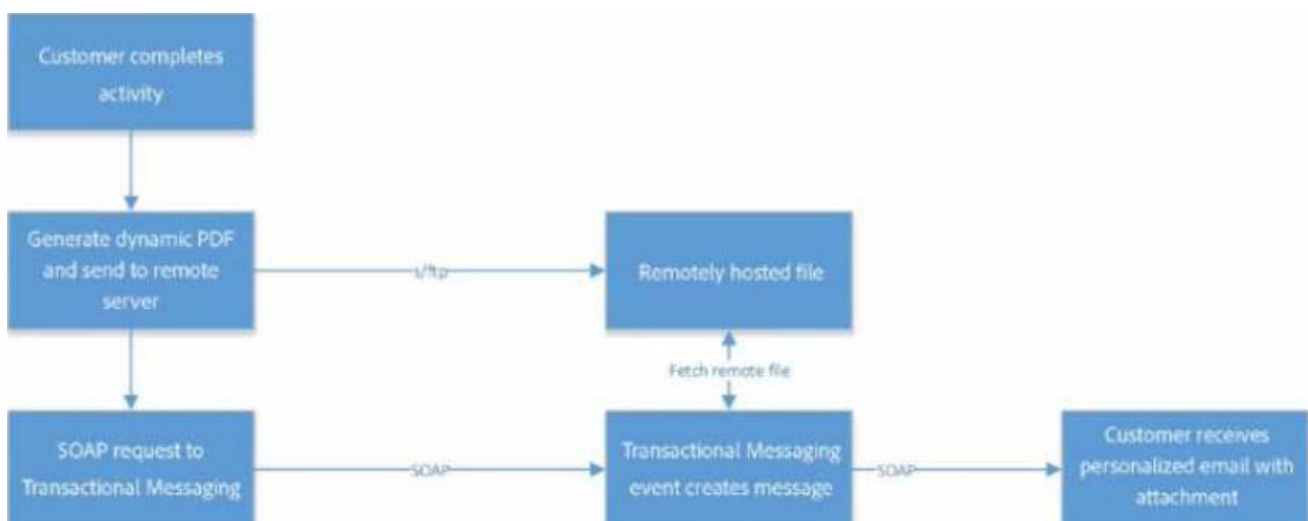 Customer completes
activity
Generate dynamic PDF
and send to remote
server
s/ftp
Remotely hosted file
Fetch remote file
SOAP request to
Transactional Messaging
SOAP
Transactional Messaging
event creates message
SOAP
Customer receives
personalized email with
attachment